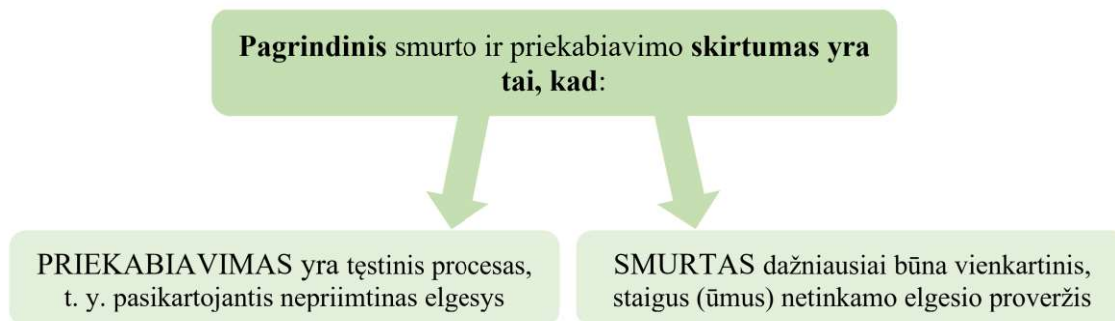 Pagrindinis smurto ir priekabiavimo skirtumas yra
tai, kad:
PRIEKABIAVIMAS yra tęstinis procesas,
t. y. pasikartojantis nepriimtinas elgesys
SMURTAS dažniausiai būna vienkartinis,
staigus (ūmus) netinkamo elgesio proveržis